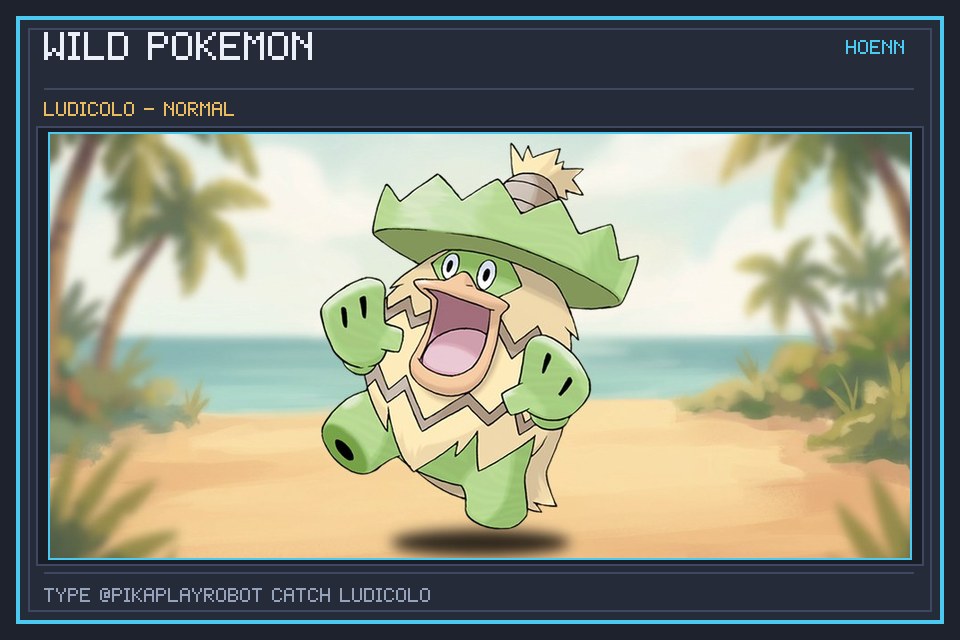 WILD POKEMON
HOENN
LUDICOLO - NORMAL
TYPE @PIKAPLAYROBOT CATCH LUDICOLO